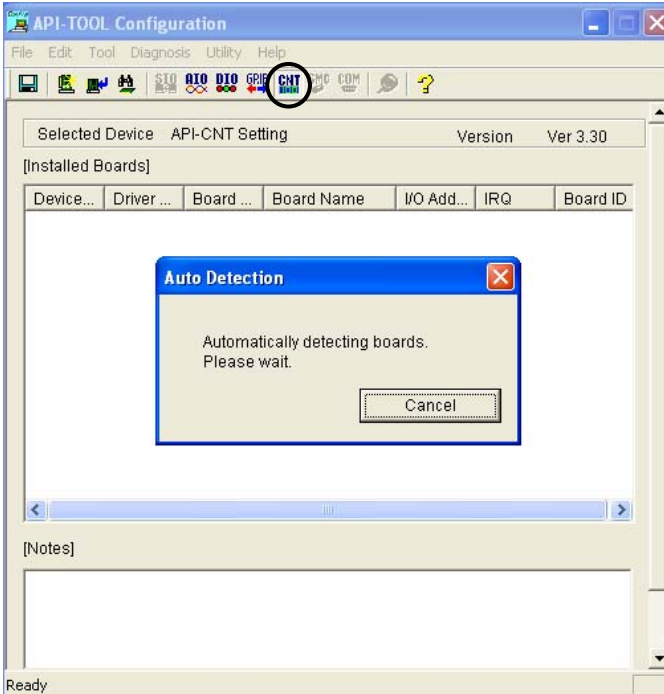 API-TOOL Configuration
File Edit Tool Diagnosis Utility Help
SIO AIO DIO GPIB CNT SMC COM
Selected Device API-CNT Setting Version Ver 3.30
[Installed Boards]
Device... Driver ... Board ... Board Name I/O Add... IRQ Board ID
Auto Detection
Automatically detecting boards.
Please wait.
Cancel
[Notes]
Ready